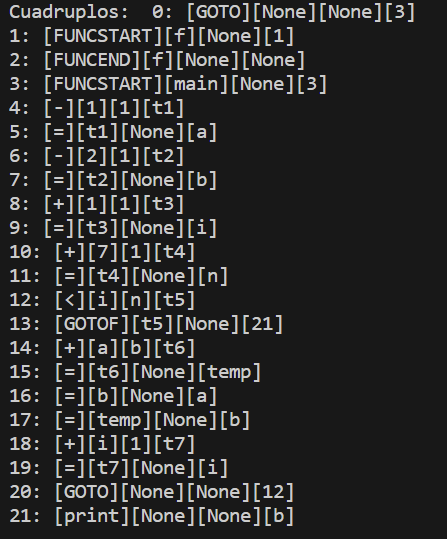 Cuadruplos:  0: [GOTO][None][None][3]
1: [FUNCSTART][f][None][1]
2: [FUNCEND][f][None][None]
3: [FUNCSTART][main][None][3]
4: [-][1][1][t1]
5: [=][t1][None][a]
6: [-][2][1][t2]
7: [=][t2][None][b]
8: [+][1][1][t3]
9: [=][t3][None][i]
10: [+][7][1][t4]
11: [=][t4][None][n]
12: [<][i][n][t5]
13: [GOTOF][t5][None][21]
14: [+][a][b][t6]
15: [=][t6][None][temp]
16: [=][b][None][a]
17: [=][temp][None][b]
18: [+][i][1][t7]
19: [=][t7][None][i]
20: [GOTO][None][None][12]
21: [print][None][None][b]